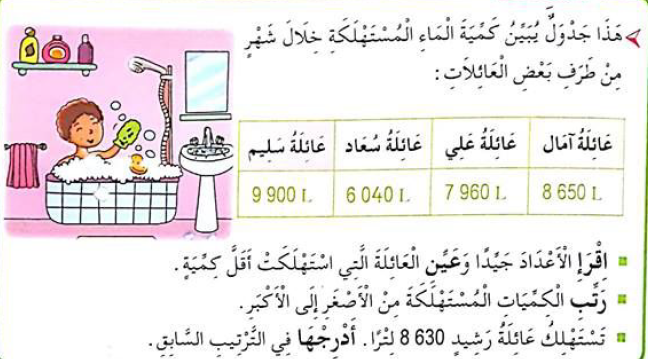 هَذَا جَدْوَلٌ يُبَيِّنُ كَمِّيَةَ الْمَاءِ الْمُسْتَهْلَكَةِ خِلَالَ شَهْرٍ
مِنْ طَرَفِ بَعْضِ الْعَائِلَاتِ :
عَائِلَةُ آمَال عَائِلَةُ عَلِي عَائِلَةُ سُعَاد عَائِلَةُ سَلِيم
8 650 L 7 960 L 6 040 L 9 900 L
اِقْرَإِ الْأَعْدَادَ جَيِّدًا وَعَيِّنِ الْعَائِلَةَ الَّتِي اسْتَهْلَكَتْ أَقَلَّ كَمِّيَةٍ.
رَتِّبِ الْكَمِّيَاتِ الْمُسْتَهْلَكَةَ مِنَ الْأَصْغَرِ إِلَى الْأَكْبَرِ.
تَسْتَهْلِكُ عَائِلَةُ رَشِيدٍ 630 8 لِتْرًا. أَدْرِجْهَا فِي التَّرْتِيبِ السَّابِقِ.